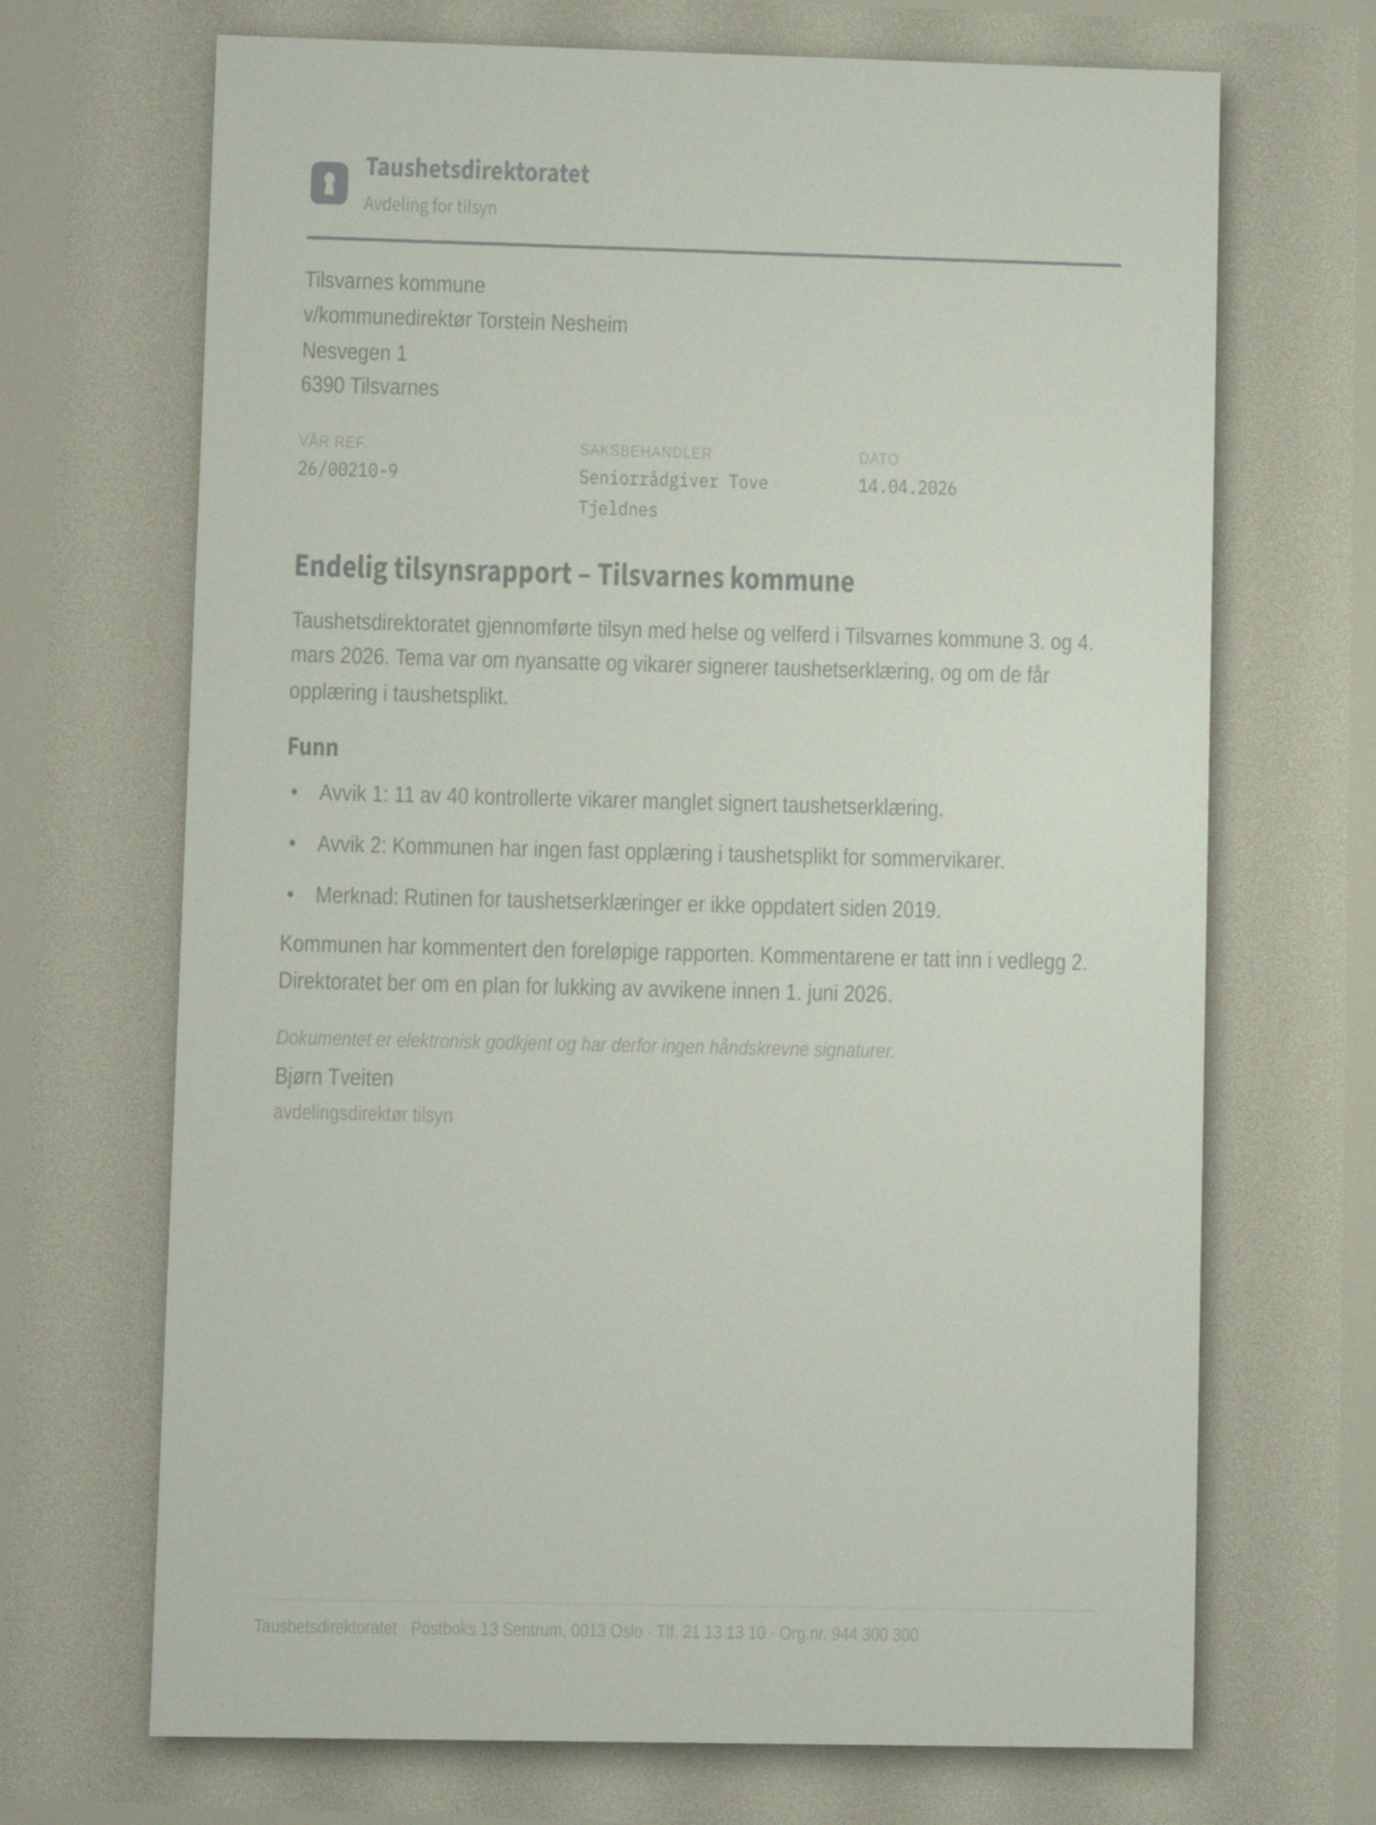 Taushetsdirektoratet
Avdeling for tilsyn
Tilsvarnes kommune
v/kommunedirektør Torstein Nesheim
Nesvegen 1
6390 Tilsvarnes
VÅR REF.
26/00210-9
SAKSBEHANDLER
Seniorrådgiver Tove
Tjeldnes
DATO
14.04.2026
Endelig tilsynsrapport – Tilsvarnes kommune
Taushetsdirektoratet gjennomførte tilsyn med helse og velferd i Tilsvarnes kommune 3. og 4.
mars 2026. Tema var om nyansatte og vikarer signerer taushetserklæring, og om de får
opplæring i taushetsplikt.
Funn
• Avvik 1: 11 av 40 kontrollerte vikarer manglet signert taushetserklæring.
• Avvik 2: Kommunen har ingen fast opplæring i taushetsplikt for sommervikarer.
• Merknad: Rutinen for taushetserklæringer er ikke oppdatert siden 2019.
Kommunen har kommentert den foreløpige rapporten. Kommentarene er tatt inn i vedlegg 2.
Direktoratet ber om en plan for lukking av avvikene innen 1. juni 2026.
Dokumentet er elektronisk godkjent og har derfor ingen håndskrevne signaturer.
Bjørn Tveiten
avdelingsdirektør tilsyn
Taushetsdirektoratet · Postboks 13 Sentrum, 0013 Oslo · Tlf. 21 13 13 10 · Org.nr. 944 300 300